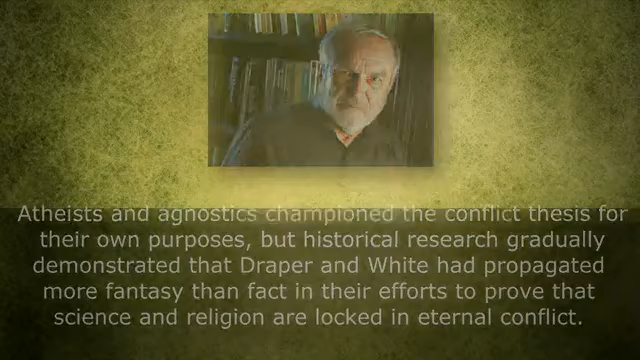 Atheists and agnostics championed the conflict thesis for
their own purposes, but historical research gradually
demonstrated that Draper and White had propagated
more fantasy than fact in their efforts to prove that
science and religion are locked in eternal conflict.